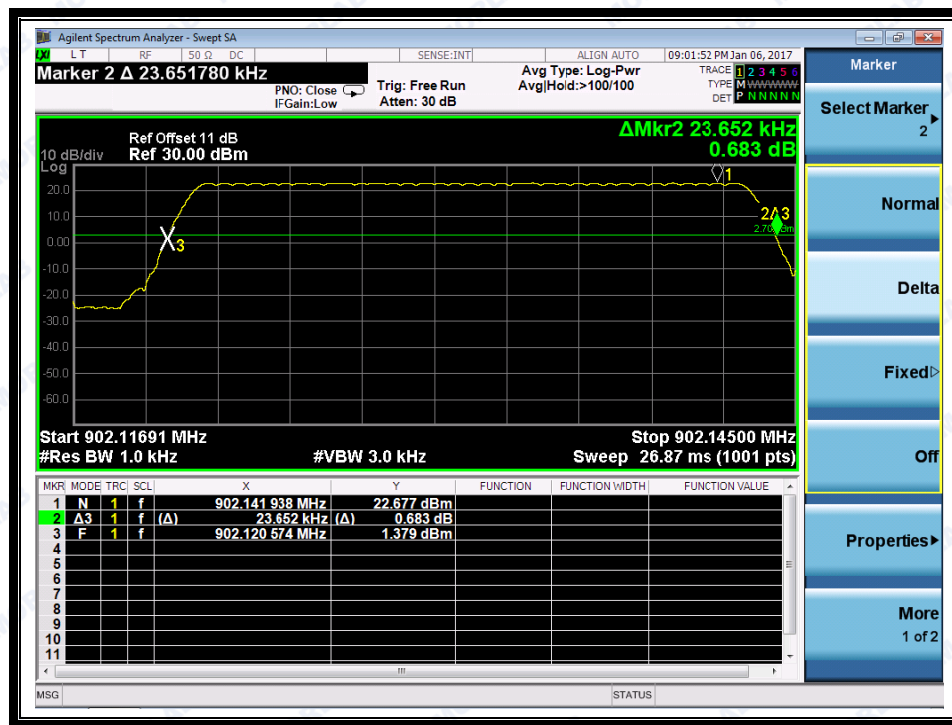 Agilent Spectrum Analyzer - Swept SA
LXI L T RF 50 Ω DC SENSE:INT ALIGN AUTO 09:01:52 PM Jan 06, 2017
Marker 2 Δ 23.651780 kHz
PNO: Close
IFGain:Low
Trig: Free Run
Atten: 30 dB
Avg Type: Log-Pwr
Avg|Hold:>100/100
TRACE 1 2 3 4 5 6
TYPE M W W W W W
DET P N N N N N
ΔMkr2 23.652 kHz
0.683 dB
Ref Offset 11 dB
10 dB/div Ref 30.00 dBm
Log
20.0
10.0
0.00
-10.0
-20.0
-30.0
-40.0
-50.0
-60.0
1
2Δ3
3
Start 902.11691 MHz Stop 902.14500 MHz
#Res BW 1.0 kHz #VBW 3.0 kHz Sweep 26.87 ms (1001 pts)
MKR MODE TRC SCL X Y FUNCTION FUNCTION WIDTH FUNCTION VALUE
1 N 1 f 902.141 938 MHz 22.677 dBm
2 Δ3 1 f (Δ) 23.652 kHz (Δ) 0.683 dB
3 F 1 f 902.120 574 MHz 1.379 dBm
4
5
6
7
8
9
10
11
MSG STATUS
Marker
Select Marker
2
Normal
Delta
Fixed
Off
Properties
More
1 of 2